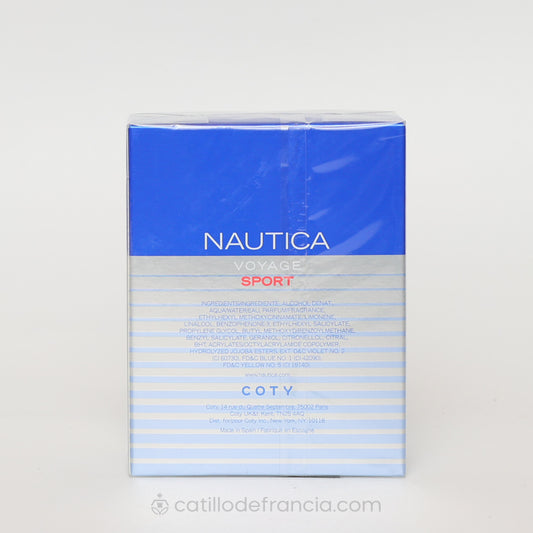 NAUTICA
VOYAGE
SPORT
INGREDIENTS/INGREDIENTE: ALCOHOL DENAT.,
AQUA/WATER/EAU, PARFUM/FRAGRANCE,
ETHYLHEXYL METHOXYCINNAMATE, LIMONENE,
LINALOOL, BENZOPHENONE-3, ETHYLHEXYL SALICYLATE,
PROPYLENE GLYCOL, BUTYL METHOXYDIBENZOYLMETHANE,
BENZYL SALICYLATE, GERANIOL, CITRONELLOL, CITRAL,
BHT, ACRYLATES/OCTYLACRYLAMIDE COPOLYMER,
HYDROLYZED JOJOBA ESTERS, EXT. D&C VIOLET NO. 2
(CI 60730), FD&C BLUE NO. 1 (CI 42090),
FD&C YELLOW NO. 5 (CI 19140).
www.nautica.com
COTY
Coty 14 rue du Quatre Septembre, 75002 Paris
Coty UK&I, Kent, TN25 4AQ
Dist. for/pour Coty Inc., New York, NY 10118
Made in Spain / Fabriqué en Espagne
catillodefrancia.com